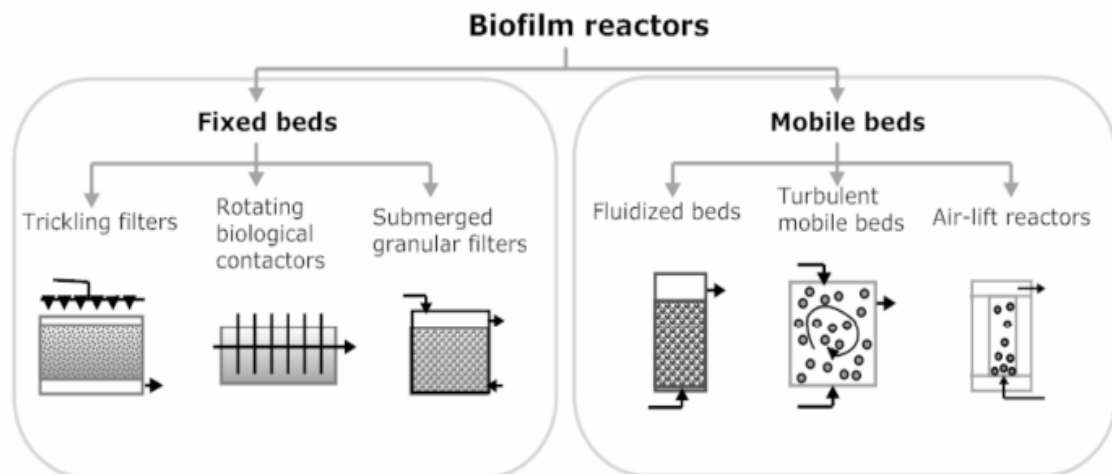 Biofilm reactors
Fixed beds
Trickling filters
Rotating
biological
contactors
Submerged
granular filters
Mobile beds
Fluidized beds
Turbulent
mobile beds
Air-lift reactors